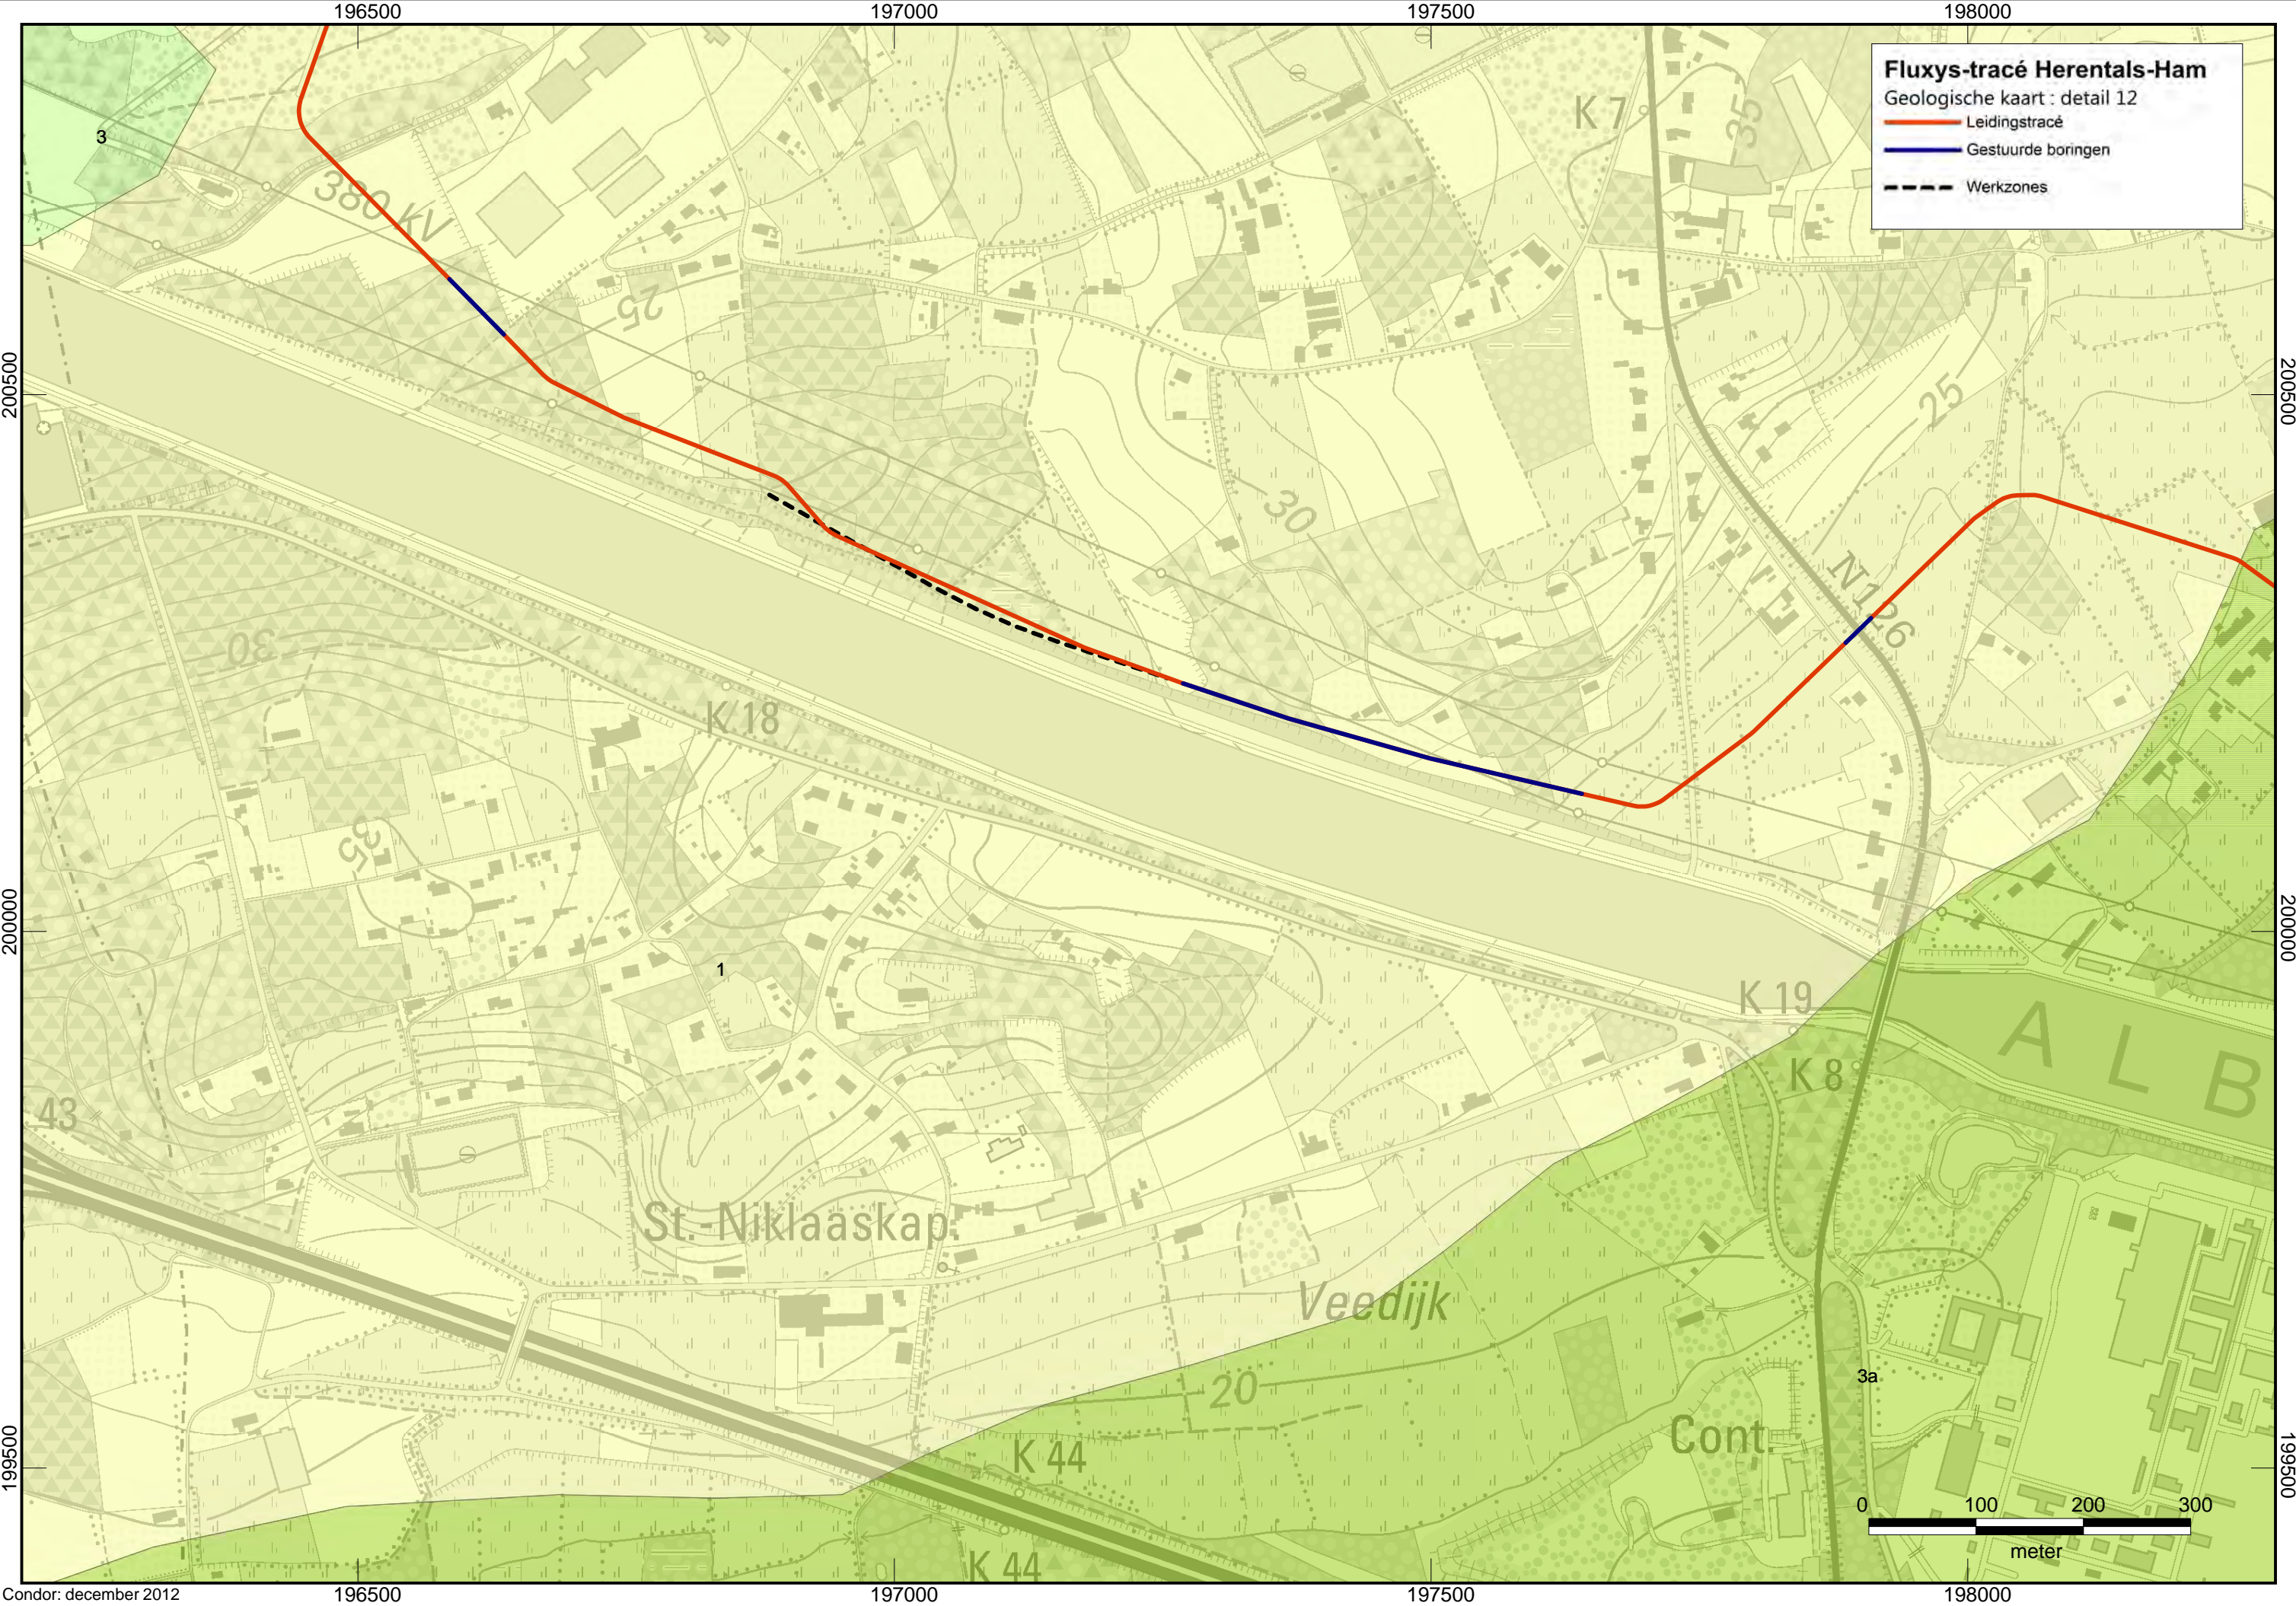 196500 197000 197500 198000
Fluxys-tracé Herentals-Ham
Geologische kaart : detail 12
Leidingstracé
Gestuurde boringen
Werkzones
K 7
35
3
380 KV
25
200500
200500
25
30
N126
30
K 18
35
1
200000
200000
K 19
A L B
K 8
43
St.-Niklaaskap.
Veedijk
20
3a
Cont.
199500
199500
K 44
K 44
0 100 200 300
meter
Condor: december 2012
196500 197000 197500 198000